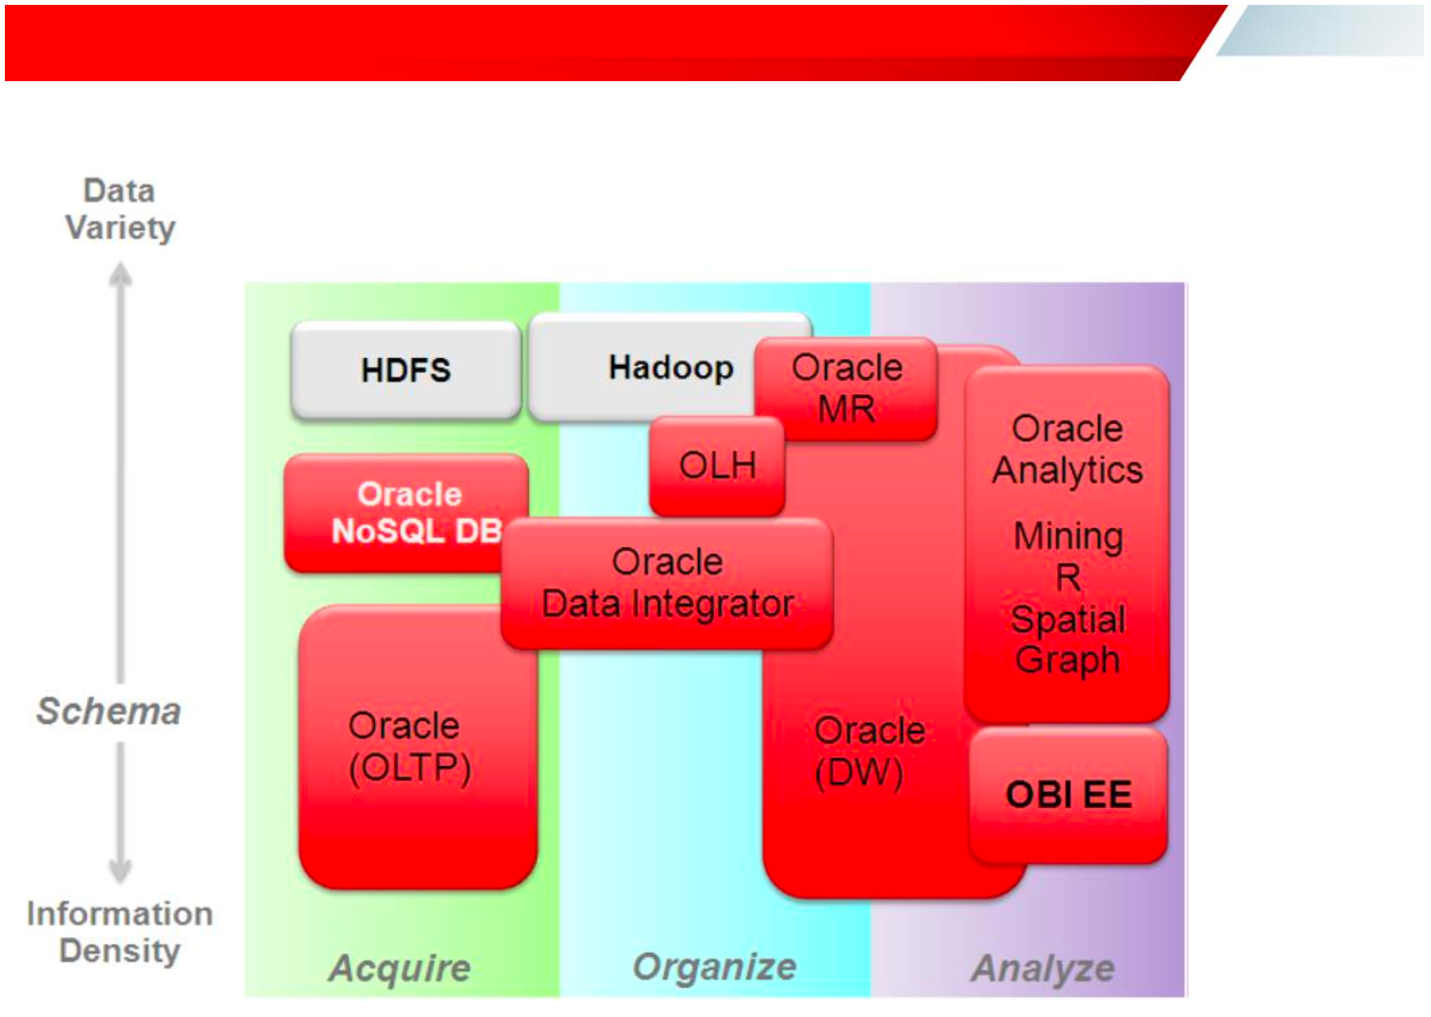 Data
Variety
Schema
Information
Density
HDFS
Hadoop
Oracle
MR
Oracle
Analytics
Mining
R
Spatial
Graph
OLH
Oracle
NoSQL DB
Oracle
Data Integrator
Oracle
(OLTP)
Oracle
(DW)
OBI EE
Acquire
Organize
Analyze